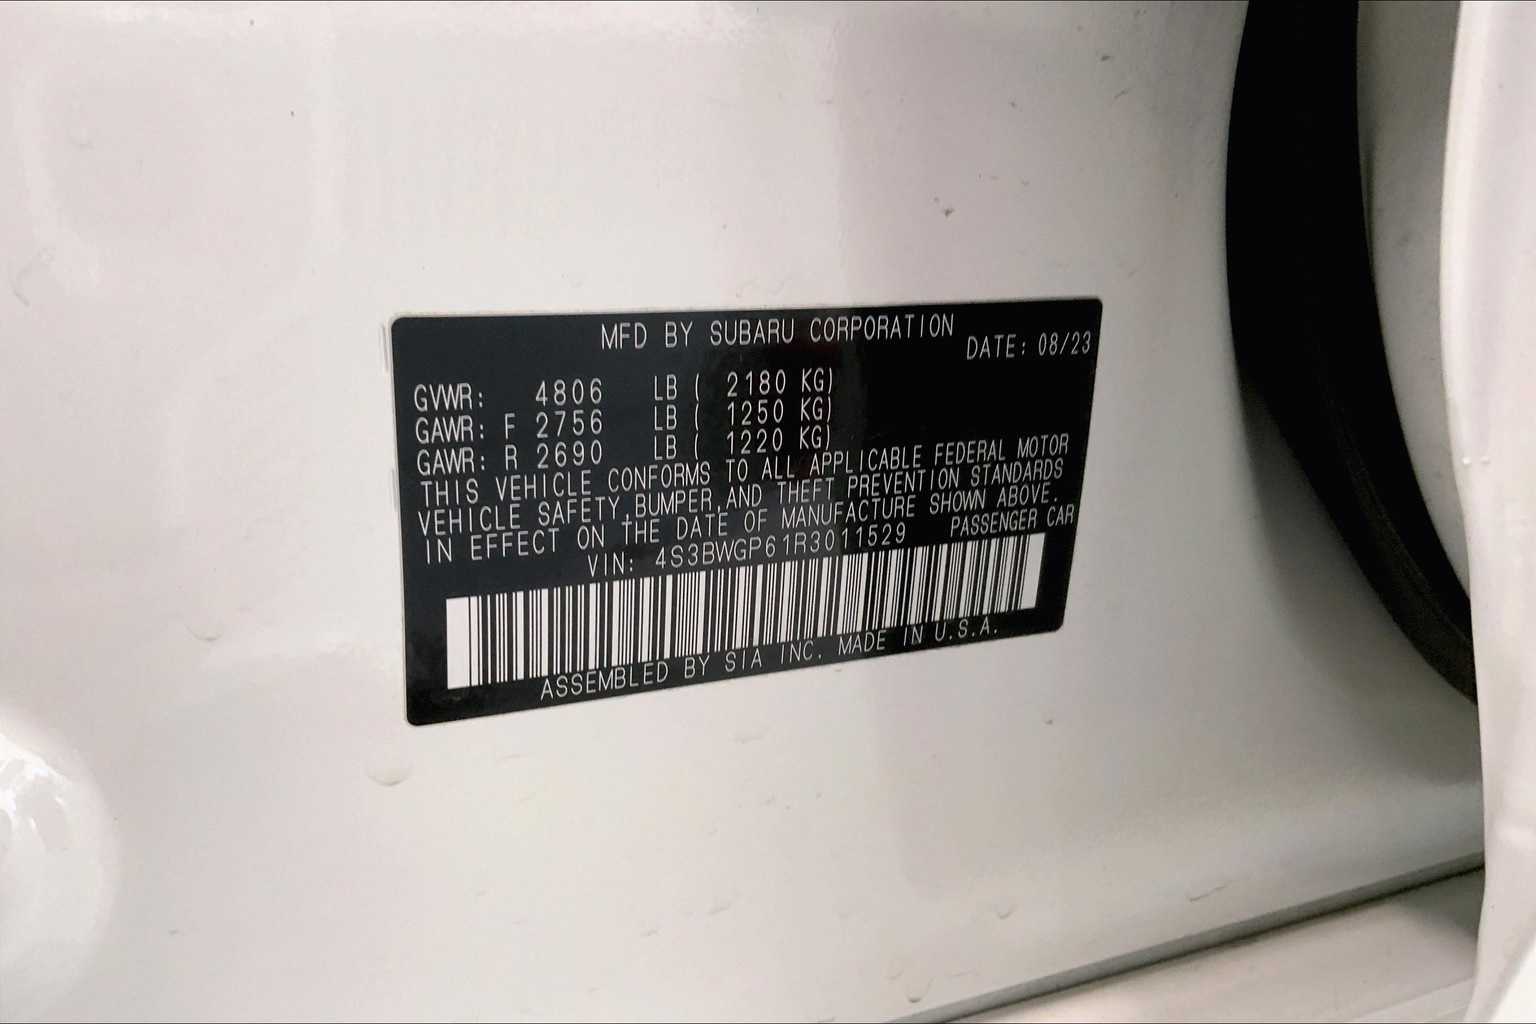 MFD BY SUBARU CORPORATION
DATE: 08/23
GVWR: 4806 LB ( 2180 KG)
GAWR: F 2756 LB ( 1250 KG)
GAWR: R 2690 LB ( 1220 KG)
THIS VEHICLE CONFORMS TO ALL APPLICABLE FEDERAL MOTOR
VEHICLE SAFETY,BUMPER,AND THEFT PREVENTION STANDARDS
IN EFFECT ON THE DATE OF MANUFACTURE SHOWN ABOVE.
VIN: 4S3BWGP61R3011529 PASSENGER CAR
ASSEMBLED BY SIA INC. MADE IN U.S.A.